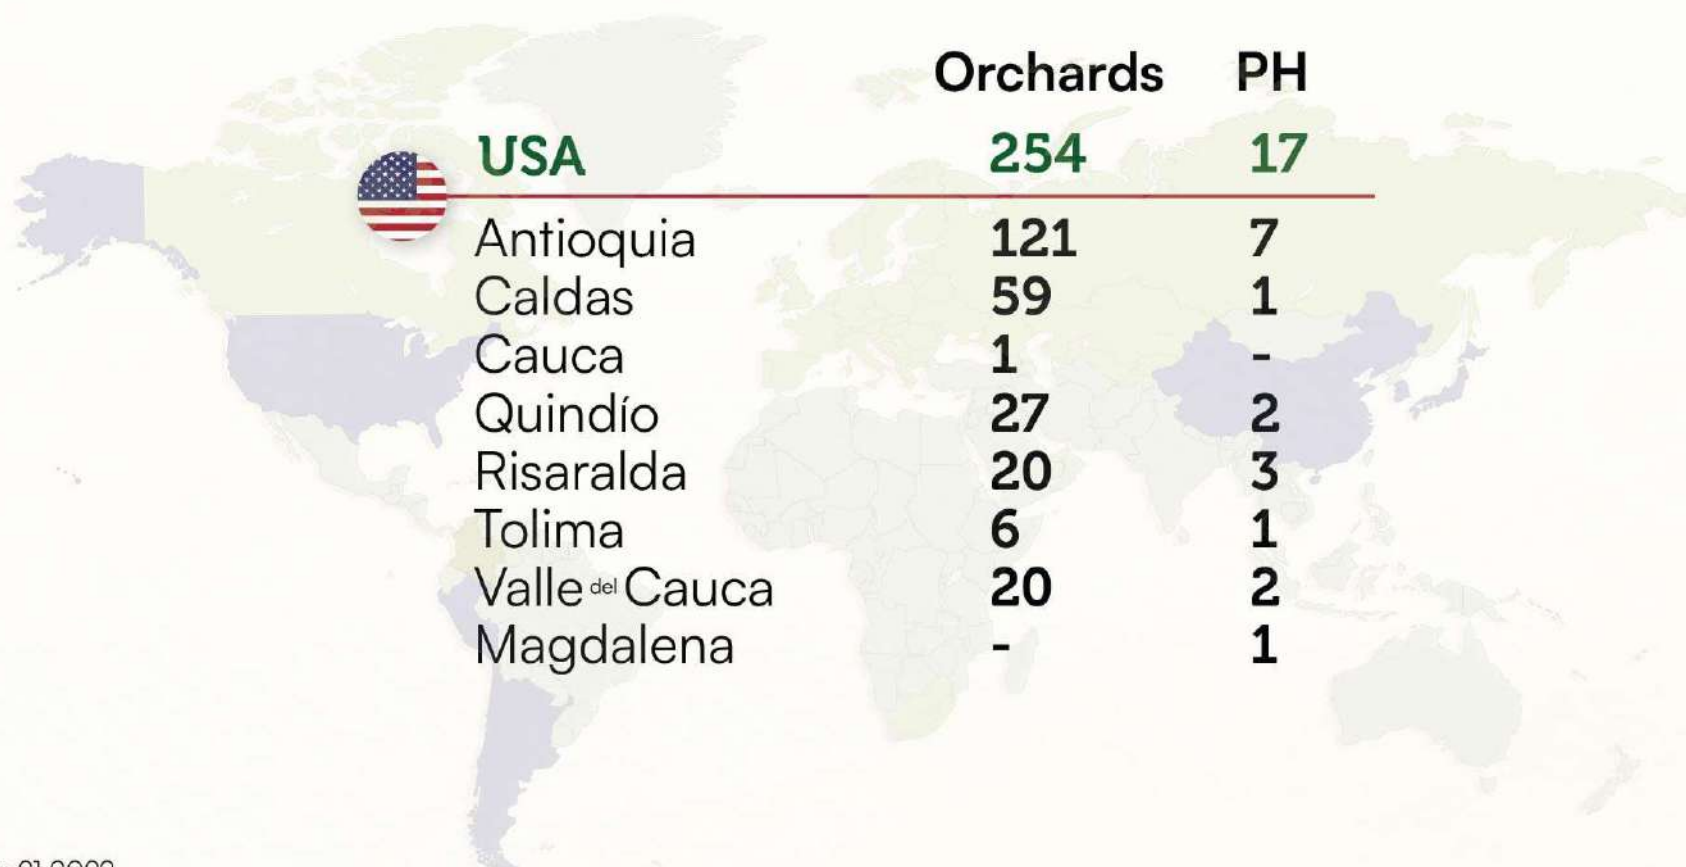 Orchards PH
USA 254 17
Antioquia 121 7
Caldas 59 1
Cauca 1 -
Quindío 27 2
Risaralda 20 3
Tolima 6 1
Valle del Cauca 20 2
Magdalena - 1